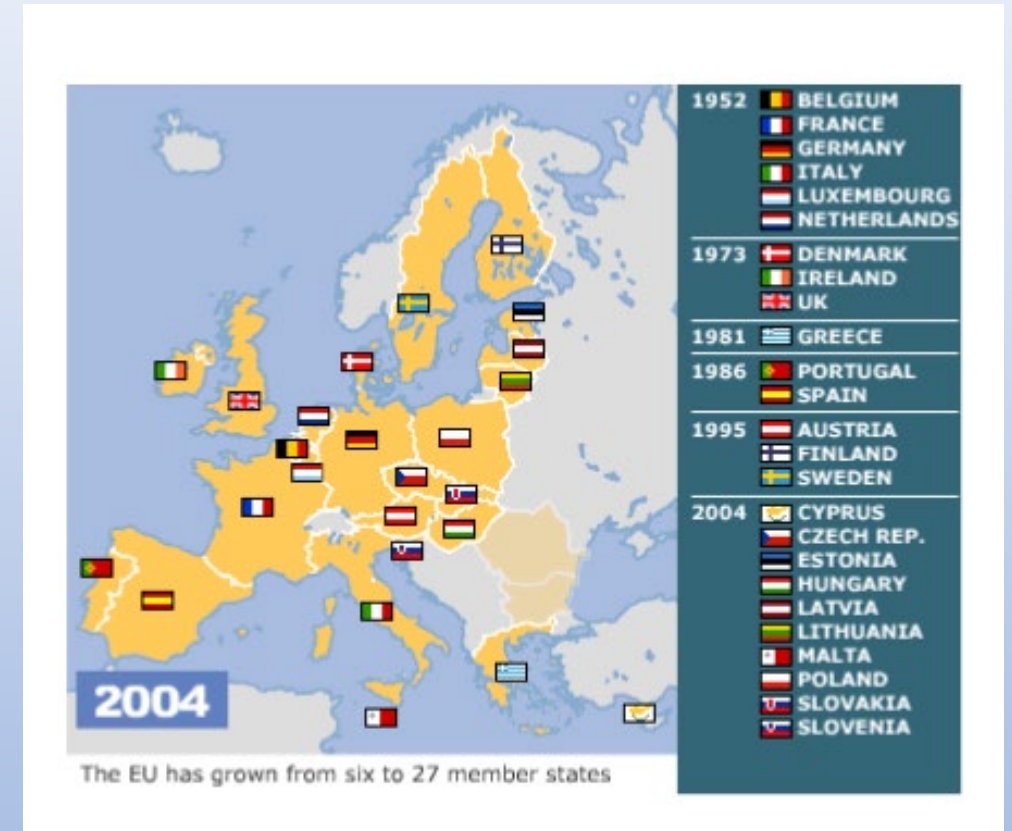 1952 BELGIUM
FRANCE
GERMANY
ITALY
LUXEMBOURG
NETHERLANDS
1973 DENMARK
IRELAND
UK
1981 GREECE
1986 PORTUGAL
SPAIN
1995 AUSTRIA
FINLAND
SWEDEN
2004 CYPRUS
CZECH REP.
ESTONIA
HUNGARY
LATVIA
LITHUANIA
MALTA
POLAND
SLOVAKIA
SLOVENIA
2004
The EU has grown from six to 27 member states